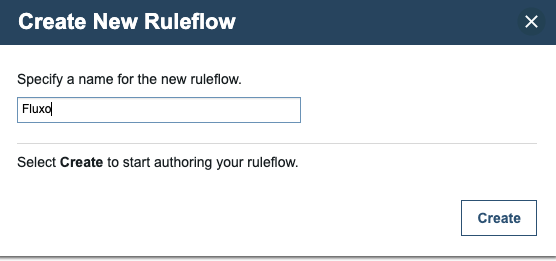 Create New Ruleflow
Specify a name for the new ruleflow.
Fluxo
Select Create to start authoring your ruleflow.
Create